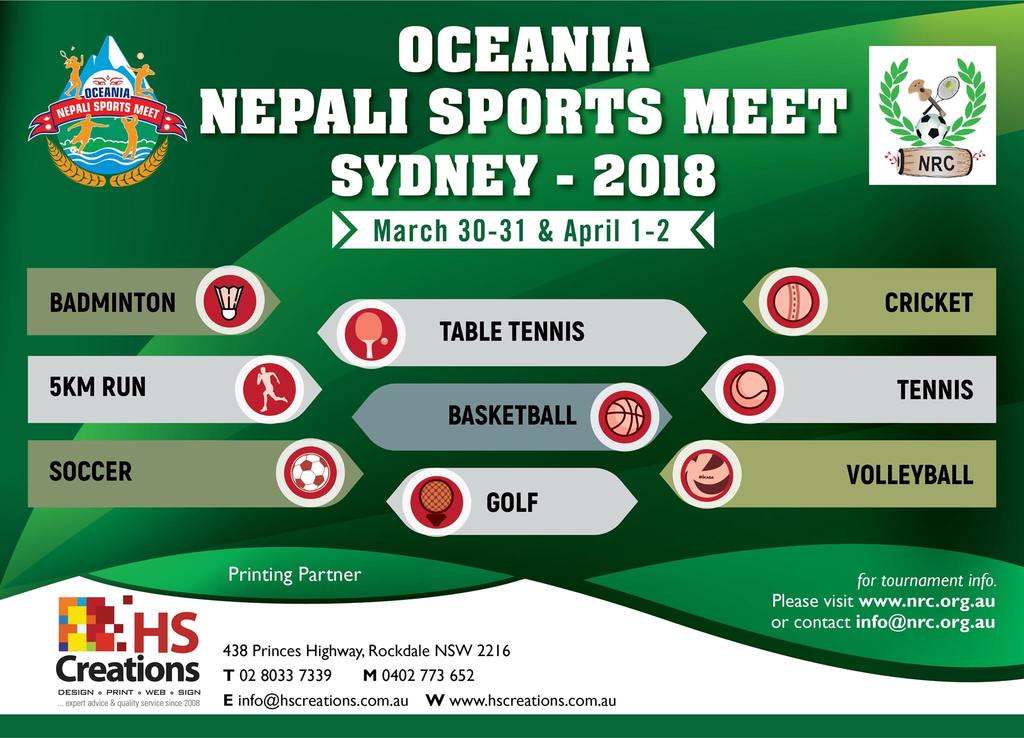 OCEANIA
NEPALI SPORTS MEET
SYDNEY - 2018
March 30-31 & April 1-2
OCEANIA
NEPALI SPORTS MEET
NRC
BADMINTON
5KM RUN
SOCCER
TABLE TENNIS
BASKETBALL
GOLF
CRICKET
TENNIS
VOLLEYBALL
MIKASA
Printing Partner
HS
Creations
DESIGN • PRINT • WEB • SIGN
... expert advice & quality service since 2008
438 Princes Highway, Rockdale NSW 2216
T 02 8033 7339 M 0402 773 652
E info@hscreations.com.au W www.hscreations.com.au
for tournament info.
Please visit www.nrc.org.au
or contact info@nrc.org.au